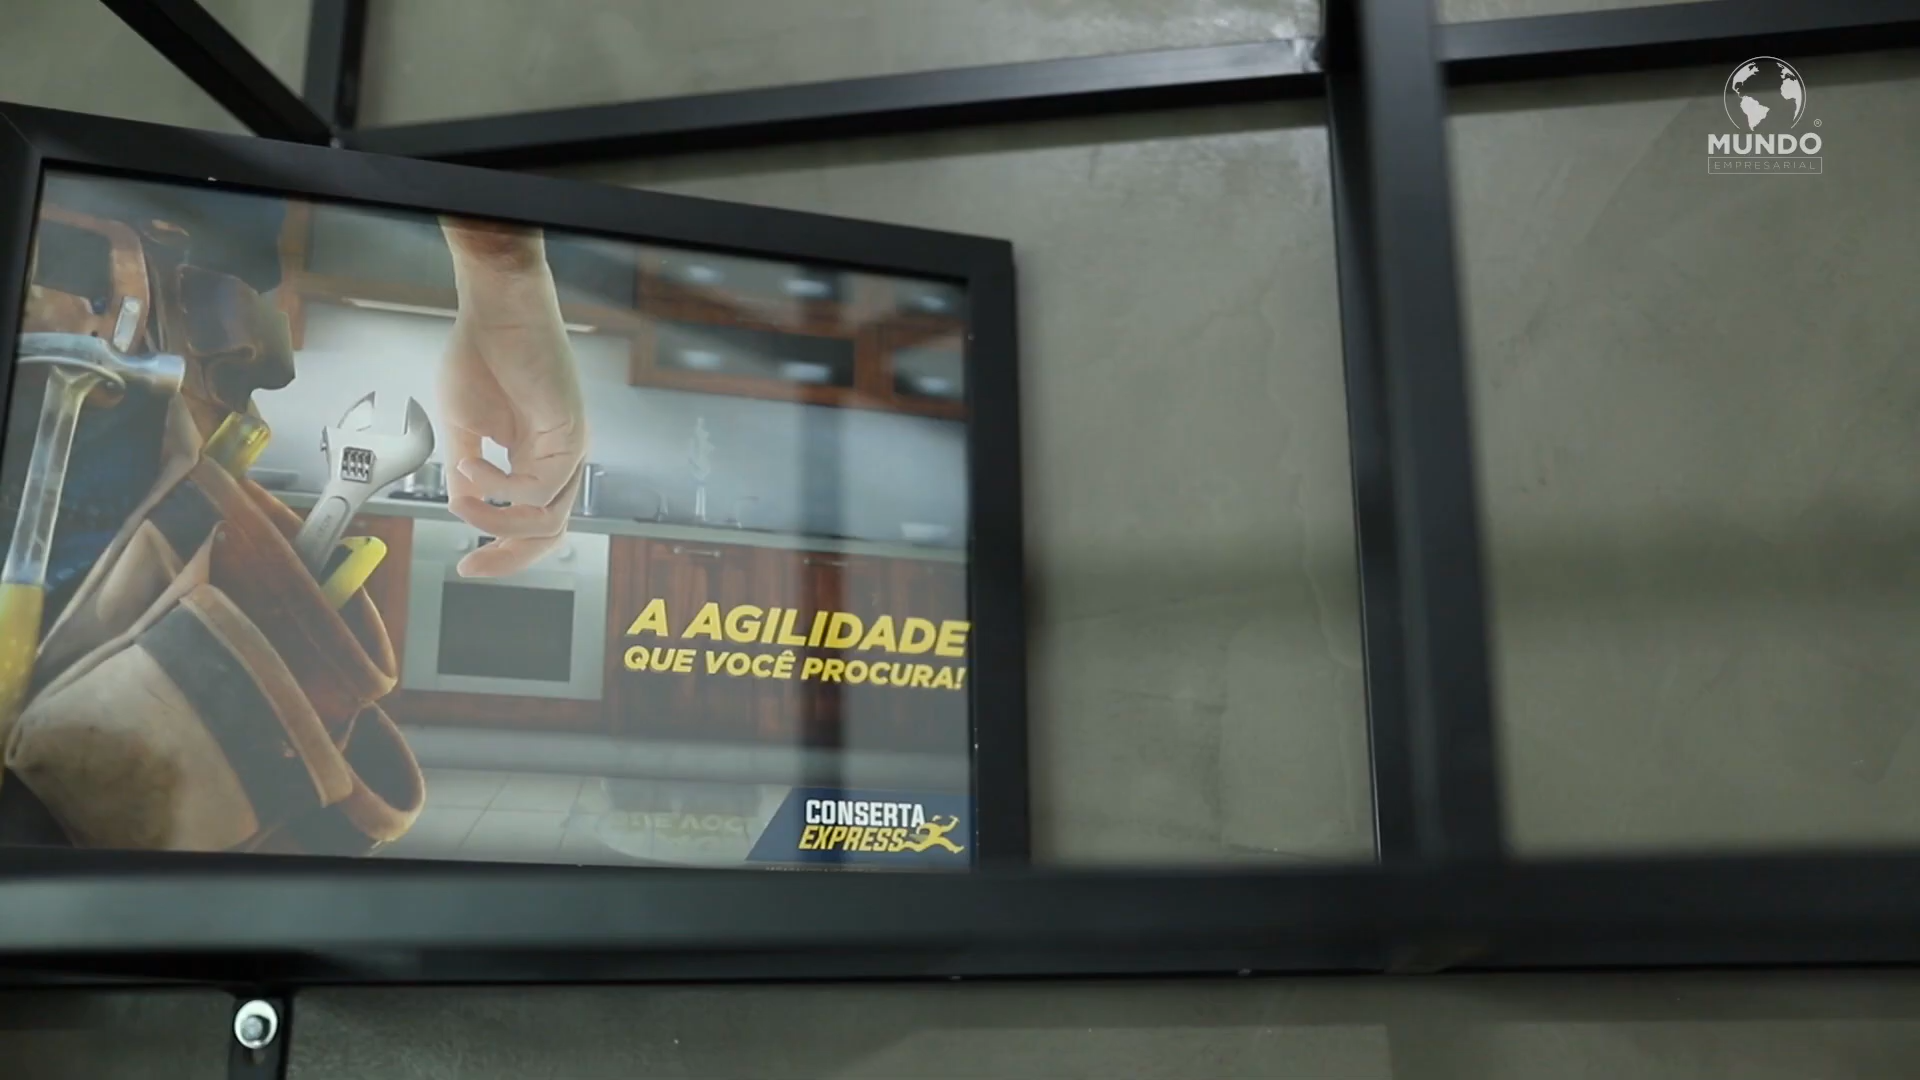 MUNDO
EMPRESARIAL
A AGILIDADE
QUE VOCÊ PROCURA!
CONSERTA
EXPRESS